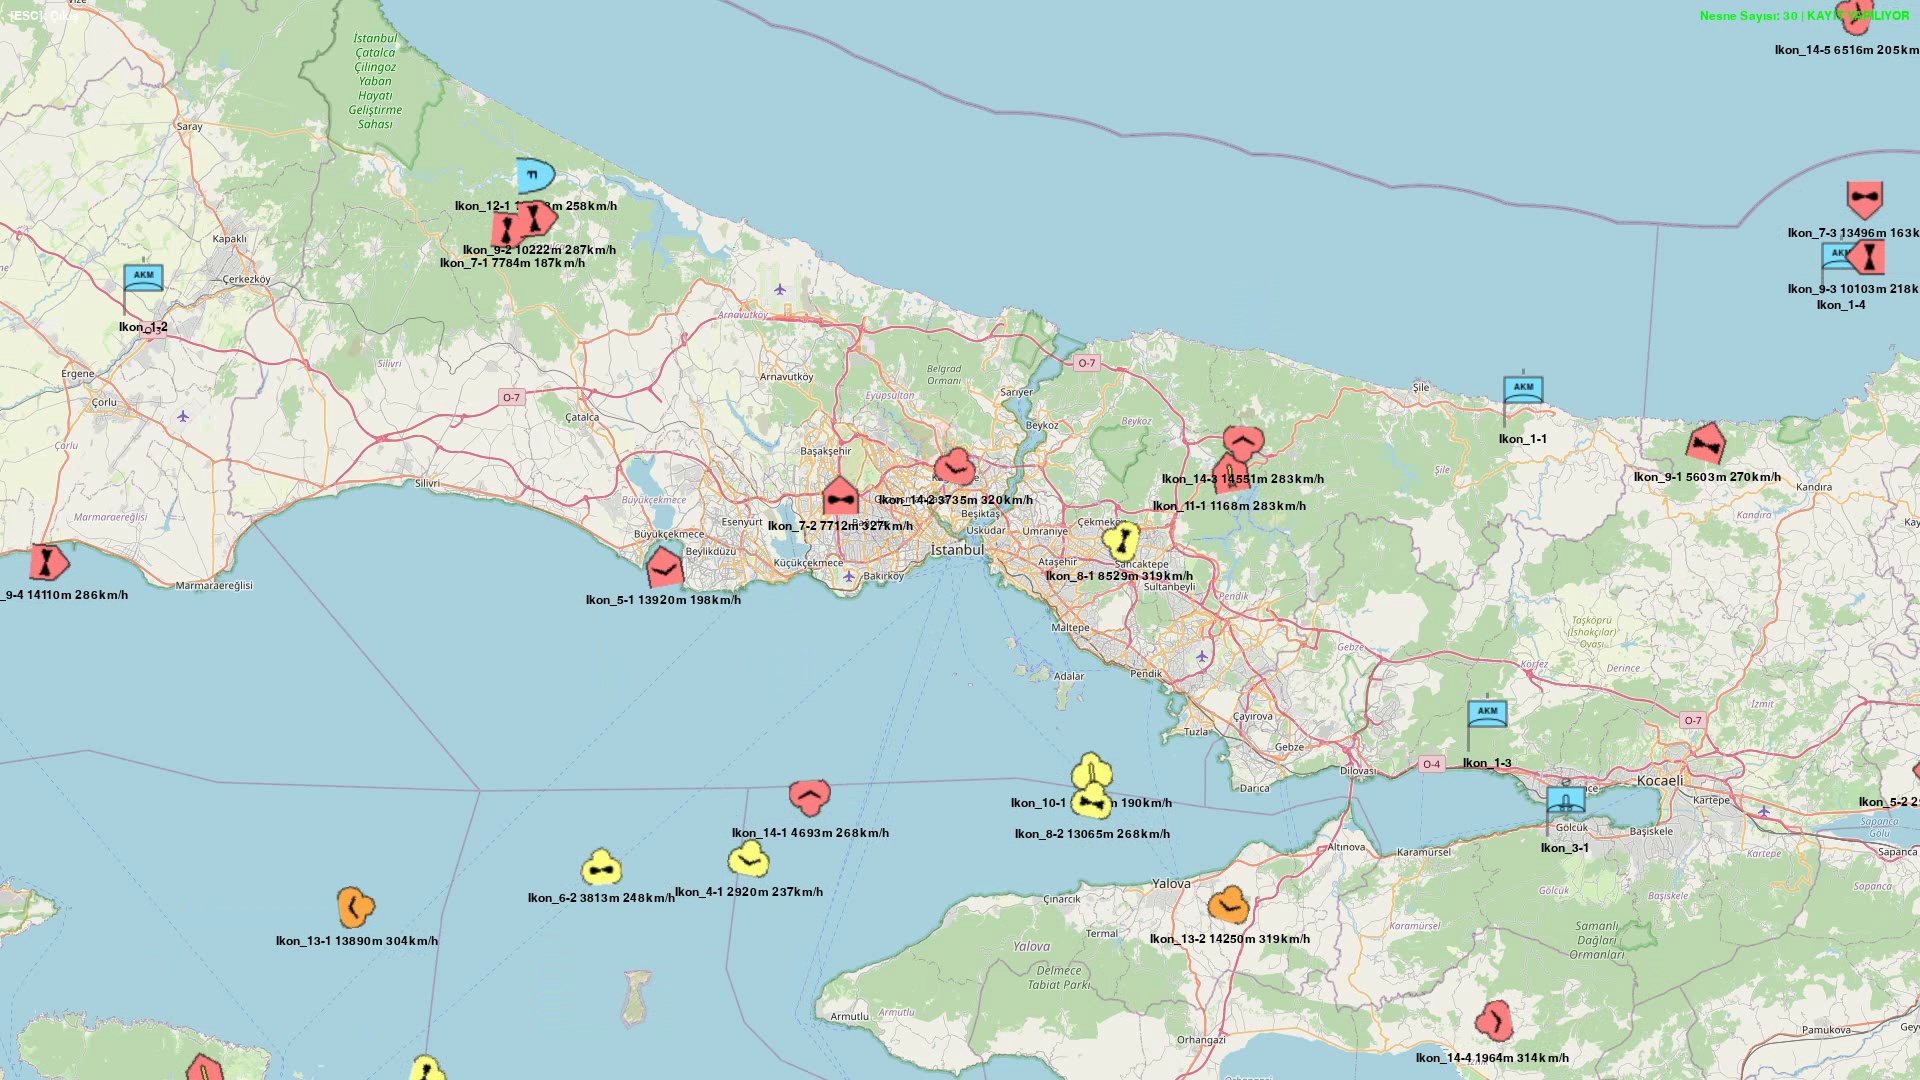 [ESC]: Çıkış
Nesne Sayısı: 30 | KAYIT YAPILIYOR
Vize
İstanbul
Çatalca
Çilingoz
Yaban
Hayatı
Geliştirme
Sahası
Ikon_14-5 6516m 205km
Saray
Ikon_12-1 258km/h
Ikon_9-2 10222m 287km/h
Ikon_7-1 7784m 187km/h
Kapaklı
Ikon_7-3 13496m 163k
AKM
Çerkezköy
AKM
Ikon_9-3 10103m 218k
Ikon_1-4
Ikon_1-2
Arnavutköy
Silivri
O-7
Ergene
Arnavutköy
Belgrad
Ormanı
Sarıyer
Şile
AKM
O-7
Çorlu
Eyüpsultan
Çatalca
Beykoz
Beykoz
Ikon_1-1
Çorlu
Başakşehir
Şile
Ikon_14-3 14551m 283km/h
Ikon_9-1 5603m 270km/h
Kandıra
Silivri
Büyükçekmece
Ikon_14-2 3735m 320km/h
Ikon_11-1 1168m 283km/h
Marmaraereğlisi
Esenyurt
Ikon_7-2 7712m 327km/h
Beşiktaş
Çekmeköy
Kandıra
Büyükçekmece
Üsküdar
Ümraniye
Beylikdüzü
İstanbul
Küçükçekmece
Ataşehir
Sancaktepe
Bakırköy
Ikon_8-1 8529m 319km/h
Marmaraereğlisi
Sultanbeyli
_9-4 14110m 286km/h
Ikon_5-1 13920m 198km/h
Pendik
Maltepe
Taşköprü
(İshakçılar)
Ovası
Gebze
Körfez
Derince
Adalar
Pendik
İzmit
AKM
Çayırova
O-7
Tuzla
Gebze
O-4
Ikon_1-3
Dilovası
Darıca
Kocaeli
Ikon_10-1 190km/h
Kartepe
Ikon_5-2 2
Ikon_14-1 4693m 268km/h
Ikon_8-2 13065m 268km/h
Gölcük
Başiskele
Sapanca
Gölü
Altınova
Karamürsel
Ikon_3-1
Kartepe
Sapanca
Yalova
Sapanca
Ikon_6-2 3813m 248km/h
Ikon_4-1 2920m 237km/h
Çınarcık
Gölcük
Başiskele
Termal
Karamürsel
Samanlı
Dağları
Ormanları
Ikon_13-1 13890m 304km/h
Ikon_13-2 14250m 319km/h
Yalova
Delmece
Tabiat Parkı
Armutlu
Armutlu
Pamukova
Orhangazi
Ikon_14-4 1964m 314km/h